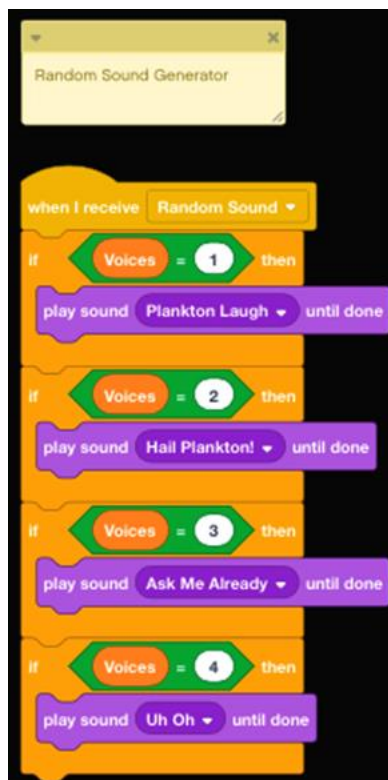 Random Sound Generator
when I receive Random Sound
if Voices = 1 then
play sound Plankton Laugh until done
if Voices = 2 then
play sound Hail Plankton! until done
if Voices = 3 then
play sound Ask Me Already until done
if Voices = 4 then
play sound Uh Oh until done